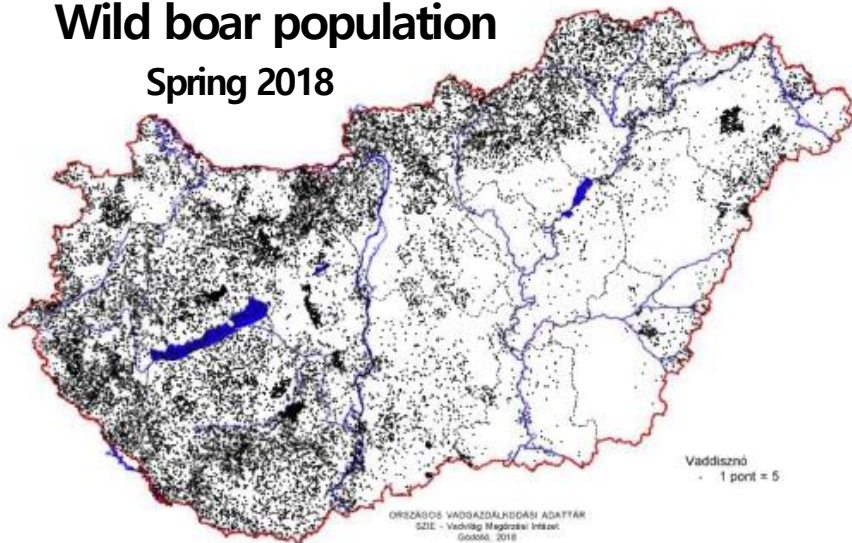 Wild boar population
Spring 2018
Vaddisznó
- 1 pont = 5
ORSZÁGOS VADGAZDÁLKODÁSI ADATTÁR
SZIE - Vadvilág Megőrzési Intézet
Gödöllő, 2018